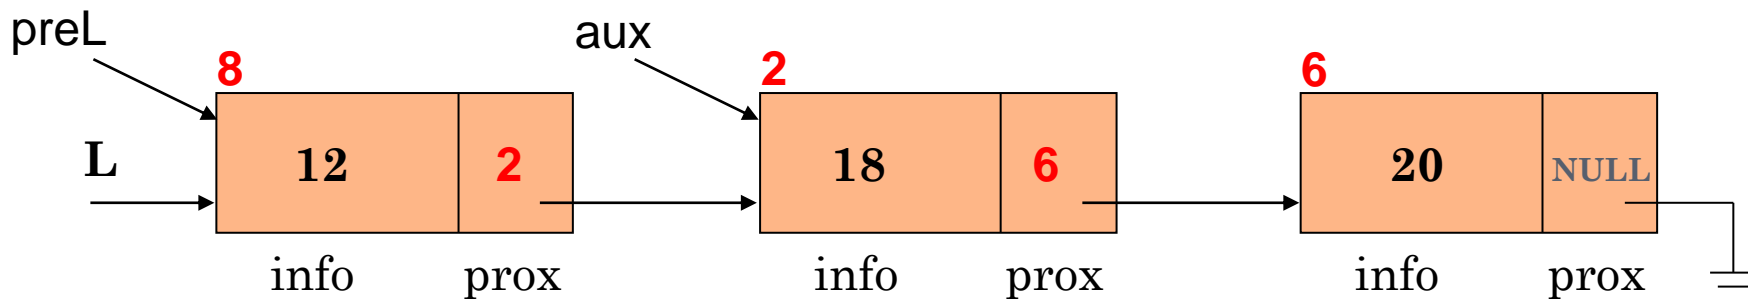 preL aux
8 2 6
L 12 2 18 6 20 NULL
info prox info prox info prox